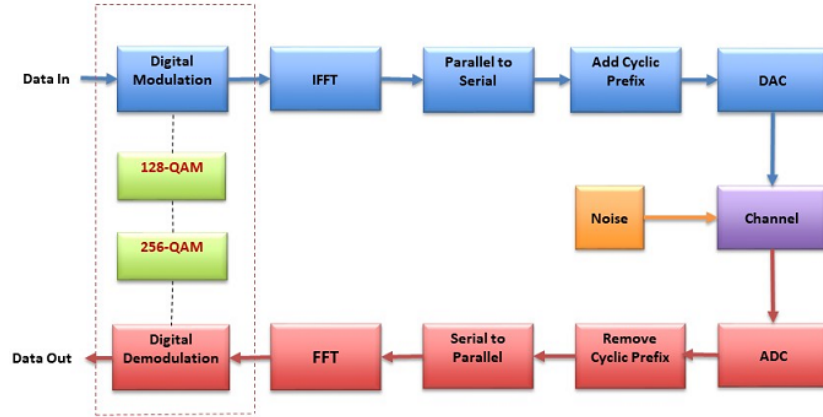 Data In
Digital
Modulation
IFFT
Parallel to
Serial
Add Cyclic
Prefix
DAC
128-QAM
Noise
Channel
256-QAM
Data Out
Digital
Demodulation
FFT
Serial to
Parallel
Remove
Cyclic Prefix
ADC